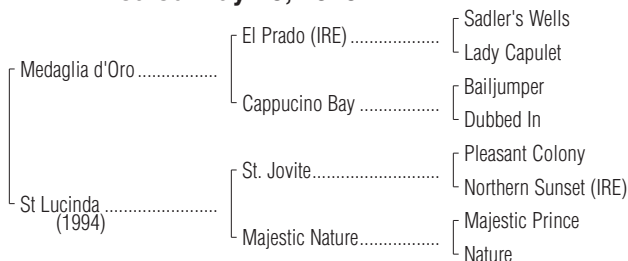 Sadler's Wells
El Prado (IRE) ....................
Lady Capulet
Medaglia d'Oro .................
Bailjumper
Cappucino Bay .................
Dubbed In
Pleasant Colony
St. Jovite...........................
Northern Sunset (IRE)
St Lucinda ........................
(1994)
Majestic Prince
Majestic Nature.................
Nature